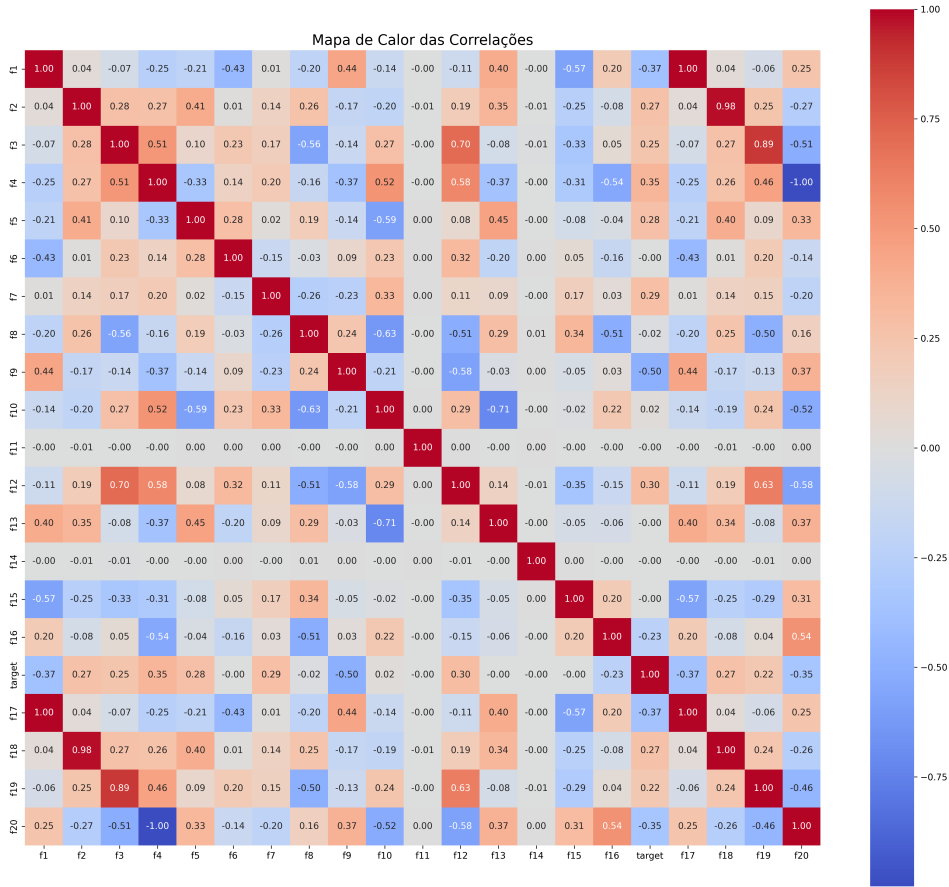 Mapa de Calor das Correlações
f1 1.00 0.04 -0.07 -0.25 -0.21 -0.43 0.01 -0.20 0.44 -0.14 -0.00 -0.11 0.40 -0.00 -0.57 0.20 -0.37 1.00 0.04 -0.06 0.25
f2 0.04 1.00 0.28 0.27 0.41 0.01 0.14 0.26 -0.17 -0.20 -0.01 0.19 0.35 -0.01 -0.25 -0.08 0.27 0.04 0.98 0.25 -0.27
f3 -0.07 0.28 1.00 0.51 0.10 0.23 0.17 -0.56 -0.14 0.27 -0.00 0.70 -0.08 -0.01 -0.33 0.05 0.25 -0.07 0.27 0.89 -0.51
f4 -0.25 0.27 0.51 1.00 -0.33 0.14 0.20 -0.16 -0.37 0.52 -0.00 0.58 -0.37 -0.00 -0.31 -0.54 0.35 -0.25 0.26 0.46 -1.00
f5 -0.21 0.41 0.10 -0.33 1.00 0.28 0.02 0.19 -0.14 -0.59 0.00 0.08 0.45 -0.00 -0.08 -0.04 0.28 -0.21 0.40 0.09 0.33
f6 -0.43 0.01 0.23 0.14 0.28 1.00 -0.15 -0.03 0.09 0.23 0.00 0.32 -0.20 0.00 0.05 -0.16 -0.00 -0.43 0.01 0.20 -0.14
f7 0.01 0.14 0.17 0.20 0.02 -0.15 1.00 -0.26 -0.23 0.33 0.00 0.11 0.09 -0.00 0.17 0.03 0.29 0.01 0.14 0.15 -0.20
f8 -0.20 0.26 -0.56 -0.16 0.19 -0.03 -0.26 1.00 0.24 -0.63 -0.00 -0.51 0.29 0.01 0.34 -0.51 -0.02 -0.20 0.25 -0.50 0.16
f9 0.44 -0.17 -0.14 -0.37 -0.14 0.09 -0.23 0.24 1.00 -0.21 0.00 -0.58 -0.03 0.00 -0.05 0.03 -0.50 0.44 -0.17 -0.13 0.37
f10 -0.14 -0.20 0.27 0.52 -0.59 0.23 0.33 -0.63 -0.21 1.00 0.00 0.29 -0.71 -0.00 -0.02 0.22 0.02 -0.14 -0.19 0.24 -0.52
f11 -0.00 -0.01 -0.00 -0.00 0.00 0.00 0.00 -0.00 0.00 0.00 1.00 0.00 -0.00 -0.00 0.00 0.00 -0.00 -0.00 -0.01 -0.00 0.00
f12 -0.11 0.19 0.70 0.58 0.08 0.32 0.11 -0.51 -0.58 0.29 0.00 1.00 0.14 -0.01 -0.35 -0.15 0.30 -0.11 0.19 0.63 -0.58
f13 0.40 0.35 -0.08 -0.37 0.45 -0.20 0.09 0.29 -0.03 -0.71 -0.00 0.14 1.00 -0.00 -0.05 -0.06 -0.00 0.40 0.34 -0.08 0.37
f14 -0.00 -0.01 -0.01 -0.00 -0.00 0.00 -0.00 0.01 0.00 -0.00 -0.00 -0.01 -0.00 1.00 0.00 -0.00 -0.00 -0.00 -0.00 -0.01 0.00
f15 -0.57 -0.25 -0.33 -0.31 -0.08 0.05 0.17 0.34 -0.05 -0.02 0.00 -0.35 -0.05 0.00 1.00 0.20 -0.00 -0.57 -0.25 -0.29 0.31
f16 0.20 -0.08 0.05 -0.54 -0.04 -0.16 0.03 -0.51 0.03 0.22 0.00 -0.15 -0.06 -0.00 0.20 1.00 -0.23 0.20 -0.08 0.04 0.54
target -0.37 0.27 0.25 0.35 0.28 -0.00 0.29 -0.02 -0.50 0.02 -0.00 0.30 -0.00 -0.00 -0.00 -0.23 1.00 -0.37 0.27 0.22 -0.35
f17 1.00 0.04 -0.07 -0.25 -0.21 -0.43 0.01 -0.20 0.44 -0.14 -0.00 -0.11 0.40 -0.00 -0.57 0.20 -0.37 1.00 0.04 -0.06 0.25
f18 0.04 0.98 0.27 0.26 0.40 0.01 0.14 0.25 -0.17 -0.19 -0.01 0.19 0.34 -0.00 -0.25 -0.08 0.27 0.04 1.00 0.24 -0.26
f19 -0.06 0.25 0.89 0.46 0.09 0.20 0.15 -0.50 -0.13 0.24 -0.00 0.63 -0.08 -0.01 -0.29 0.04 0.22 -0.06 0.24 1.00 -0.46
f20 0.25 -0.27 -0.51 -1.00 0.33 -0.14 -0.20 0.16 0.37 -0.52 0.00 -0.58 0.37 0.00 0.31 0.54 -0.35 0.25 -0.26 -0.46 1.00
f1 f2 f3 f4 f5 f6 f7 f8 f9 f10 f11 f12 f13 f14 f15 f16 target f17 f18 f19 f20
1.00
0.75
0.50
0.25
0.00
−0.25
−0.50
−0.75